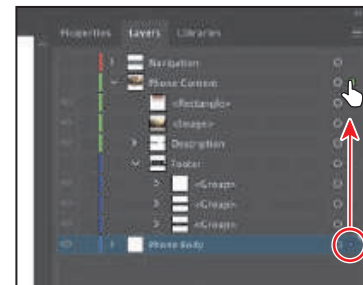 Properties Layers Libraries
Navigation
Phone Content
<Rectangle>
<Image>
Description
Footer
<Group>
<Group>
<Group>
Phone Body